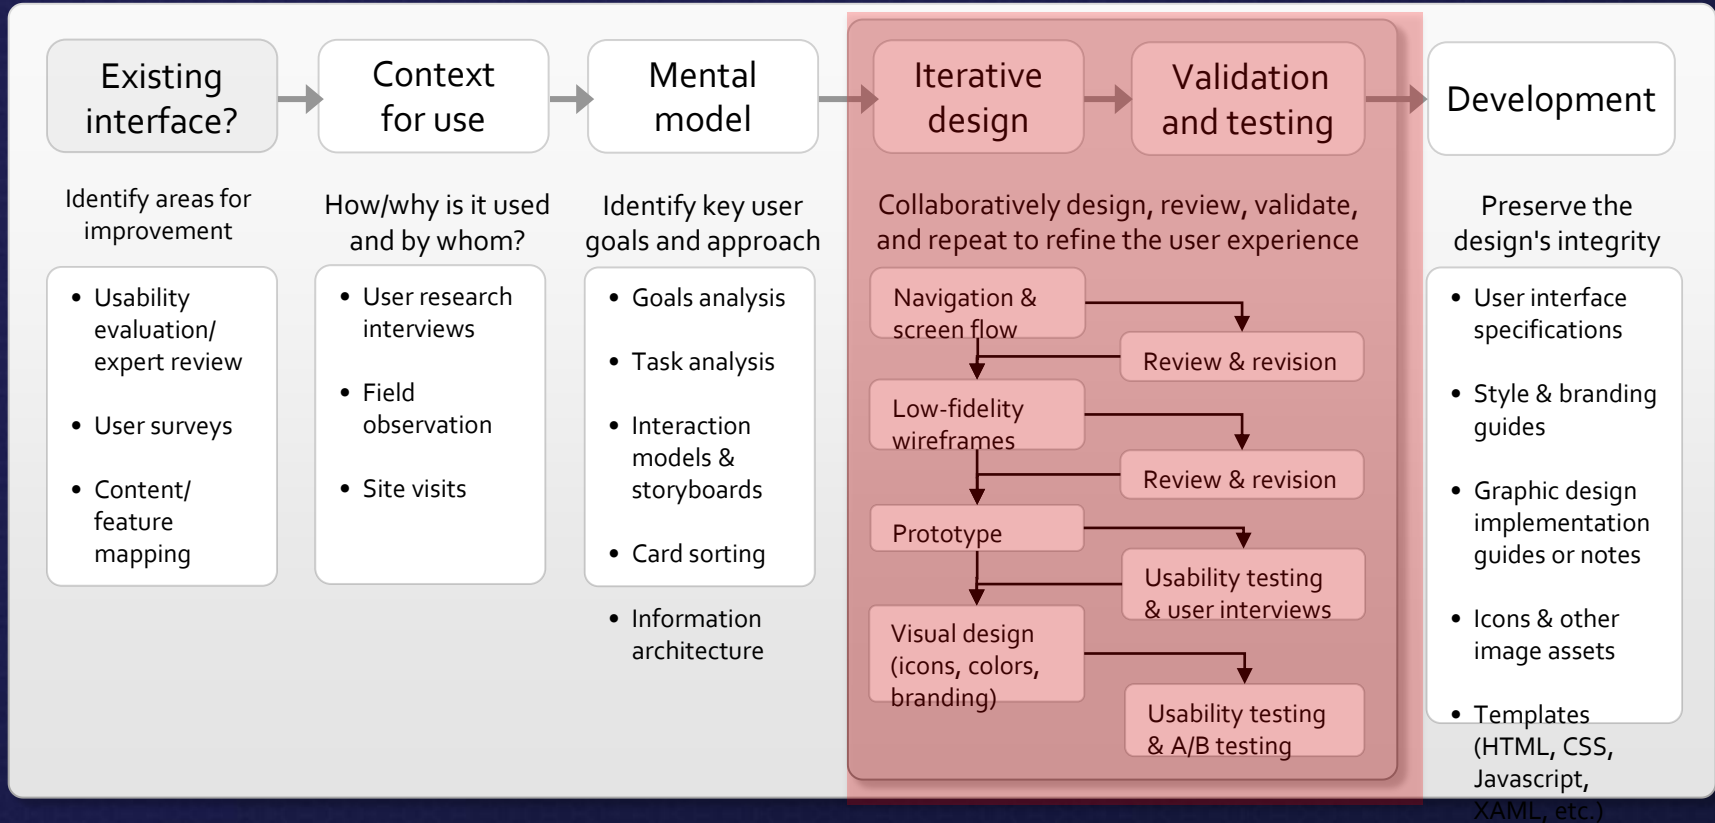 Existing
interface?
Context
for use
Mental
model
Iterative
design
Validation
and testing
Development
Identify areas for
improvement
How/why is it used
and by whom?
Identify key user
goals and approach
Collaboratively design, review, validate,
and repeat to refine the user experience
Preserve the
design's integrity
• Usability
evaluation/
expert review
• User surveys
• Content/
feature
mapping
• User research
interviews
• Field
observation
• Site visits
• Goals analysis
• Task analysis
• Interaction
models &
storyboards
• Card sorting
• Information
architecture
Navigation &
screen flow
Review & revision
Low-fidelity
wireframes
Review & revision
Prototype
Usability testing
& user interviews
Visual design
(icons, colors,
branding)
Usability testing
& A/B testing
• User interface
specifications
• Style & branding
guides
• Graphic design
implementation
guides or notes
• Icons & other
image assets
• Templates
(HTML, CSS,
Javascript,
XAML, etc.)